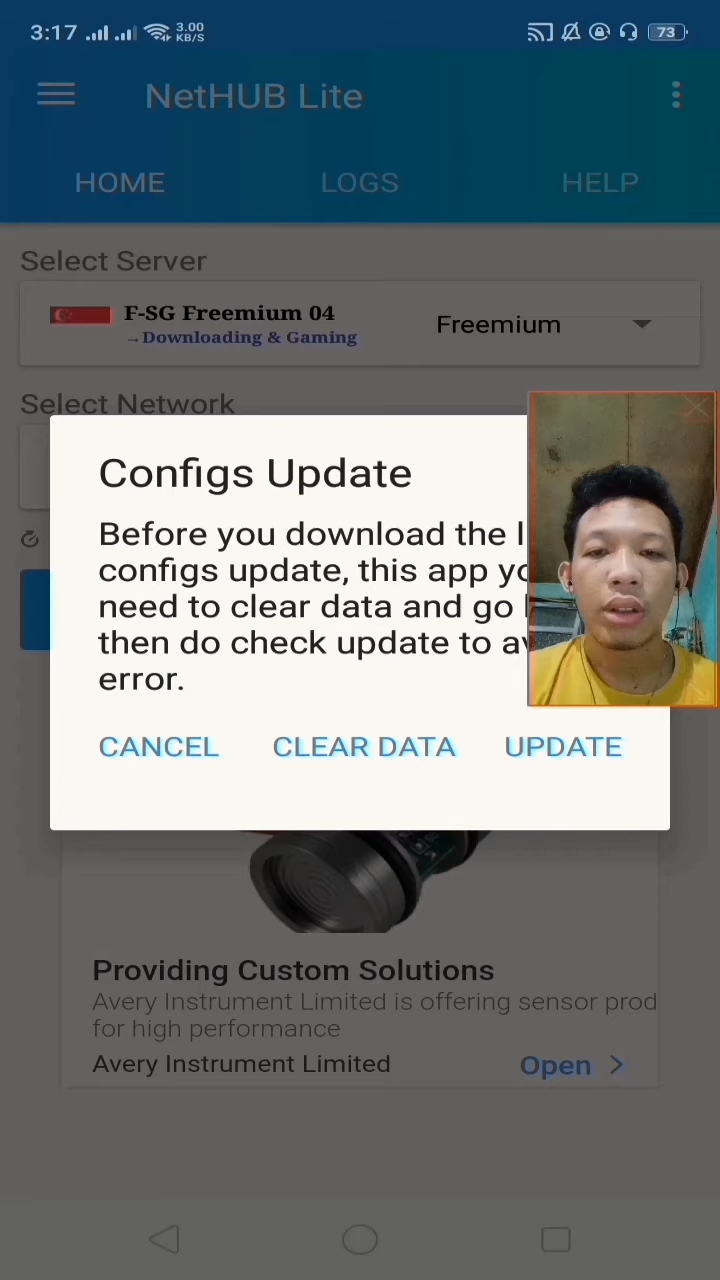 3:17 3.00 KB/S 73
NetHUB Lite
HOME LOGS HELP
Select Server
F-SG Freemium 04 Freemium
→Downloading & Gaming
Select Network
Configs Update
Before you download the
configs update, this app
need to clear data and go
then do check update to
error.
CANCEL CLEAR DATA UPDATE
Providing Custom Solutions
Avery Instrument Limited is offering sensor prod
for high performance
Avery Instrument Limited Open